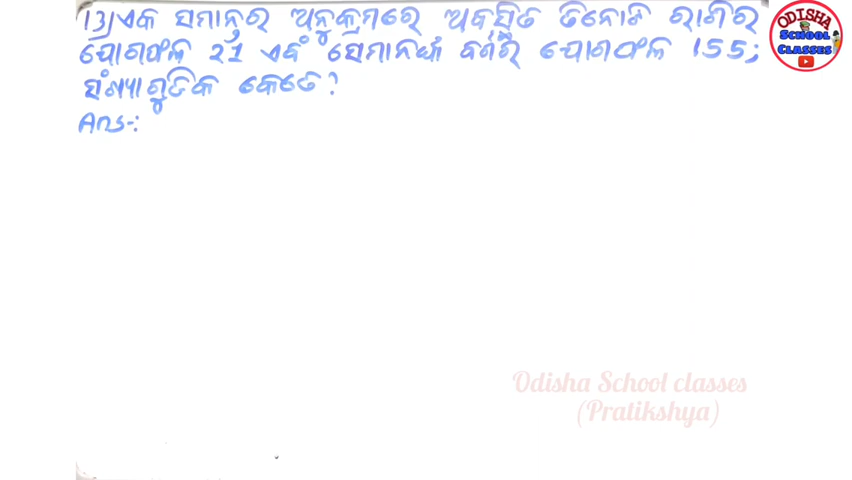 13) ଏକ ସମାନ୍ତର ଅନୁକ୍ରମରେ ଅବସ୍ଥିତ ତିନୋଟି ରାଶିର
ଯୋଗଫଳ 21 ଏବଂ ସେମାନଙ୍କ ବର୍ଗର ଯୋଗଫଳ 155;
ସଂଖ୍ୟାଗୁଡିକ କେତେ?
Ans-:
ODISHA
SCHOOL
CLASSES
Odisha School classes
(Pratikshya)